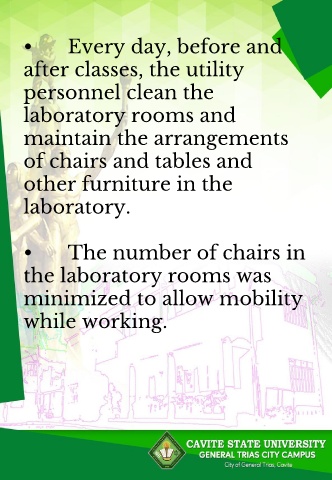 • Every day, before and
after classes, the utility
personnel clean the
laboratory rooms and
maintain the arrangements
of chairs and tables and
other furniture in the
laboratory.
• The number of chairs in
the laboratory rooms was
minimized to allow mobility
while working.
CAVITE STATE UNIVERSITY
GENERAL TRIAS CITY CAMPUS
City of General Trias, Cavite